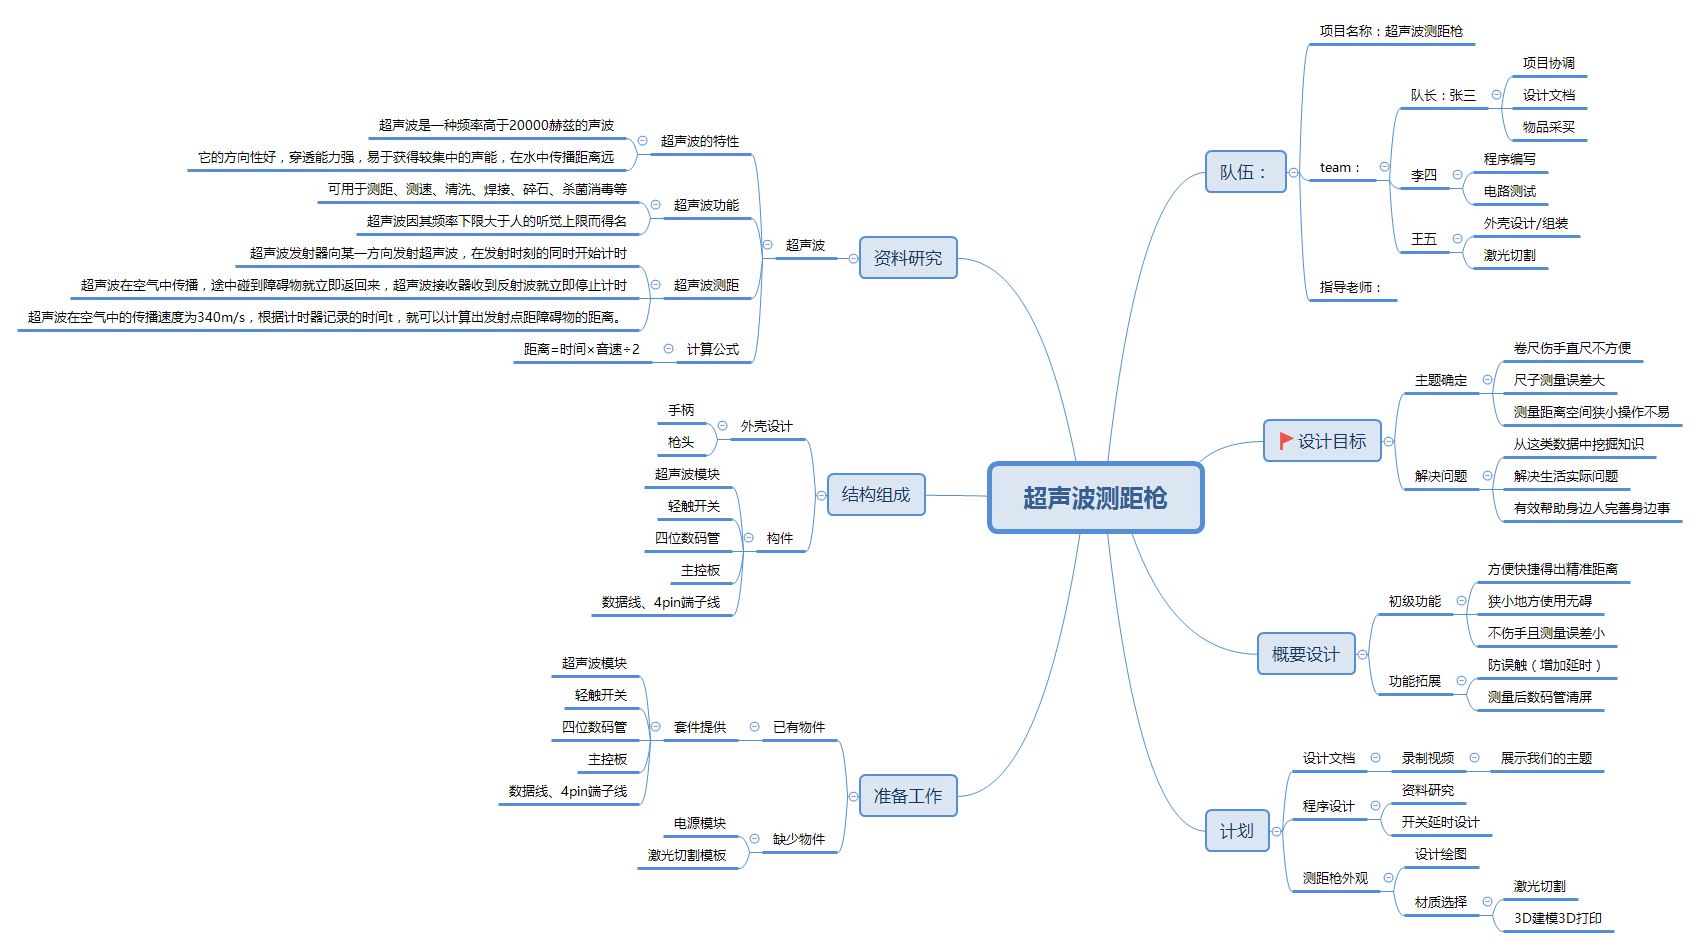 超声波测距枪
队伍：
项目名称：超声波测距枪
team：
队长：张三
项目协调
设计文档
物品采买
李四
程序编写
电路测试
王五
外壳设计/组装
激光切割
指导老师：
设计目标
主题确定
卷尺伤手直尺不方便
尺子测量误差大
测量距离空间狭小操作不易
解决问题
从这类数据中挖掘知识
解决生活实际问题
有效帮助身边人完善身边事
概要设计
初级功能
方便快捷得出精准距离
狭小地方使用无碍
不伤手且测量误差小
功能拓展
防误触（增加延时）
测量后数码管清屏
计划
设计文档
录制视频
展示我们的主题
程序设计
资料研究
开关延时设计
测距枪外观
设计绘图
材质选择
激光切割
3D建模3D打印
资料研究
超声波
超声波的特性
超声波是一种频率高于20000赫兹的声波
它的方向性好，穿透能力强，易于获得较集中的声能，在水中传播距离远
超声波功能
可用于测距、测速、清洗、焊接、碎石、杀菌消毒等
超声波因其频率下限大于人的听觉上限而得名
超声波测距
超声波发射器向某一方向发射超声波，在发射时刻的同时开始计时
超声波在空气中传播，途中碰到障碍物就立即返回来，超声波接收器收到反射波就立即停止计时
超声波在空气中的传播速度为340m/s，根据计时器记录的时间t，就可以计算出发射点距障碍物的距离。
计算公式
距离=时间×音速÷2
结构组成
外壳设计
手柄
枪头
构件
超声波模块
轻触开关
四位数码管
主控板
数据线、4pin端子线
准备工作
已有物件
套件提供
超声波模块
轻触开关
四位数码管
主控板
数据线、4pin端子线
缺少物件
电源模块
激光切割模板